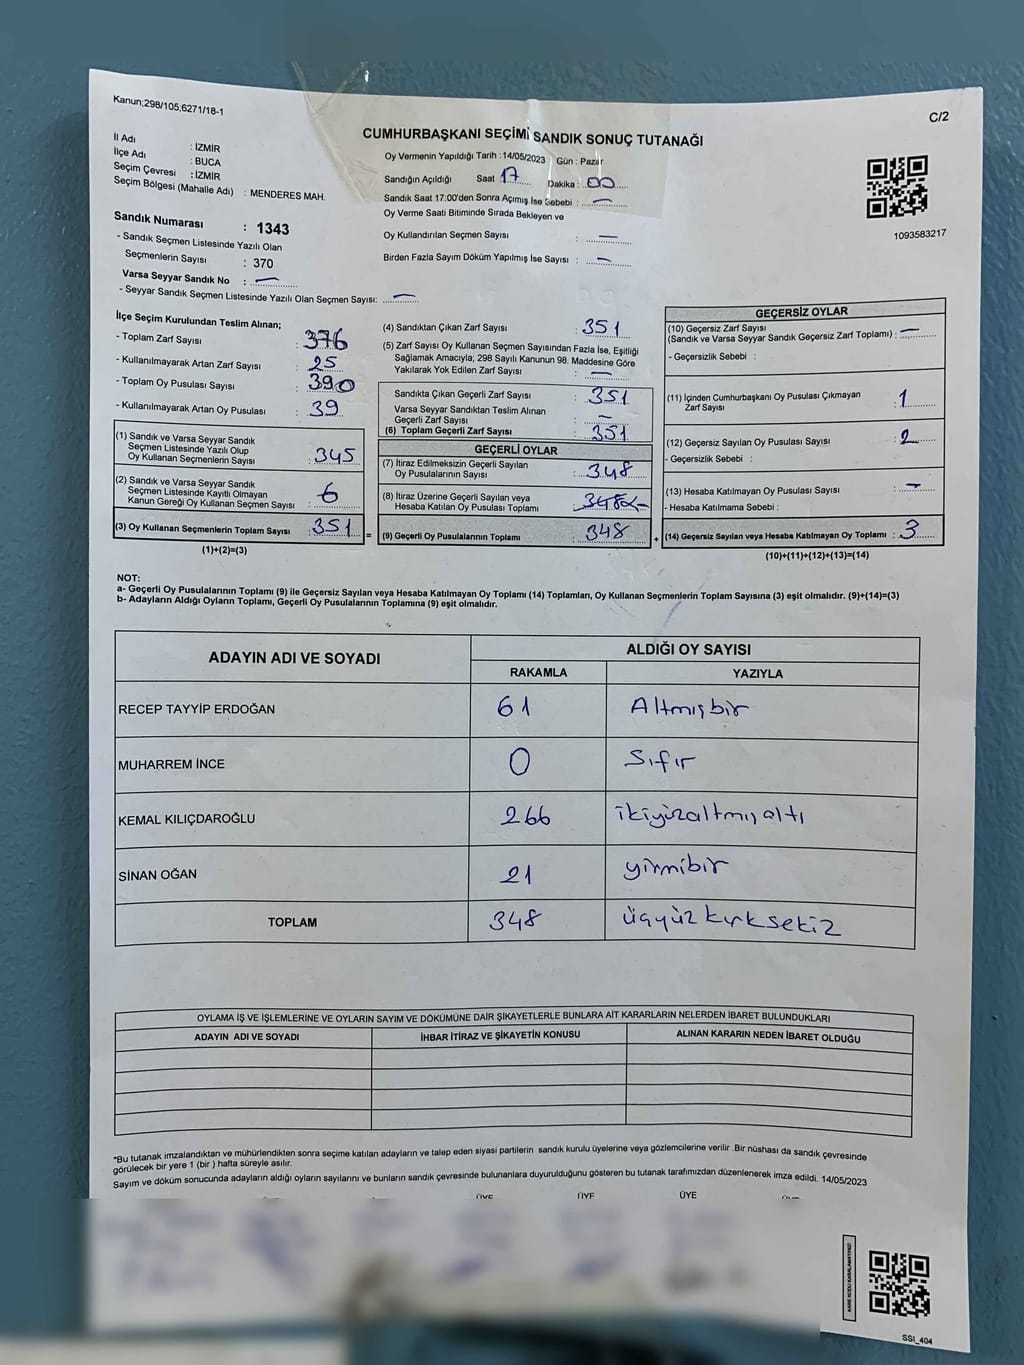 Kanun;298/105,6271/18-1
C/2
CUMHURBAŞKANI SEÇİMİ SANDIK SONUÇ TUTANAĞI
İl Adı : İZMİR
İlçe Adı : BUCA
Seçim Çevresi : İZMİR
Seçim Bölgesi (Mahalle Adı) : MENDERES MAH.
Oy Vermenin Yapıldığı Tarih : 14/05/2023 Gün : Pazar
Sandığın Açıldığı Saat 17 Dakika : 00
Sandık Saat 17:00'den Sonra Açımış İse Sebebi : —
Oy Verme Saati Bitiminde Sırada Bekleyen ve
Oy Kullandırılan Seçmen Sayısı : —
Birden Fazla Sayım Döküm Yapılmış İse Sayısı : —
1093583217
Sandık Numarası : 1343
- Sandık Seçmen Listesinde Yazılı Olan
Seçmenlerin Sayısı : 370
Varsa Seyyar Sandık No : —
- Seyyar Sandık Seçmen Listesinde Yazılı Olan Seçmen Sayısı: —
İlçe Seçim Kurulundan Teslim Alınan;
- Toplam Zarf Sayısı : 376
- Kullanılmayarak Artan Zarf Sayısı : 25
- Toplam Oy Pusulası Sayısı : 390
- Kullanılmayarak Artan Oy Pusulası : 39
(1) Sandık ve Varsa Seyyar Sandık
Seçmen Listesinde Yazılı Olup
Oy Kullanan Seçmenlerin Sayısı : 345
(2) Sandık ve Varsa Seyyar Sandık
Seçmen Listesinde Kayıtlı Olmayan
Kanun Gereği Oy Kullanan Seçmen Sayısı : 6
(3) Oy Kullanan Seçmenlerin Toplam Sayısı : 351
(1)+(2)=(3)
=
(4) Sandıktan Çıkan Zarf Sayısı : 351
(5) Zarf Sayısı Oy Kullanan Seçmen Sayısından Fazla İse, Eşitliği
Sağlamak Amacıyla; 298 Sayılı Kanunun 98. Maddesine Göre
Yakılarak Yok Edilen Zarf Sayısı : —
Sandıkta Çıkan Geçerli Zarf Sayısı : 351
Varsa Seyyar Sandıktan Teslim Alınan
Geçerli Zarf Sayısı : —
(6) Toplam Geçerli Zarf Sayısı : 351
GEÇERLİ OYLAR
(7) İtiraz Edilmeksizin Geçerli Sayılan
Oy Pusulalarının Sayısı : 348
(8) İtiraz Üzerine Geçerli Sayılan veya
Hesaba Katılan Oy Pusulası Toplamı : 348
(9) Geçerli Oy Pusulalarının Toplamı : 348
+
GEÇERSİZ OYLAR
(10) Geçersiz Zarf Sayısı
(Sandık ve Varsa Seyyar Sandık Geçersiz Zarf Toplamı) : —
- Geçersizlik Sebebi :
(11) İçinden Cumhurbaşkanı Oy Pusulası Çıkmayan
Zarf Sayısı : 1
(12) Geçersiz Sayılan Oy Pusulası Sayısı : 2
- Geçersizlik Sebebi :
(13) Hesaba Katılmayan Oy Pusulası Sayısı : —
- Hesaba Katılmama Sebebi :
(14) Geçersiz Sayılan veya Hesaba Katılmayan Oy Toplamı : 3
(10)+(11)+(12)+(13)=(14)
NOT:
a- Geçerli Oy Pusulalarının Toplamı (9) ile Geçersiz Sayılan veya Hesaba Katılmayan Oy Toplamı (14) Toplamları, Oy Kullanan Seçmenlerin Toplam Sayısına (3) eşit olmalıdır. (9)+(14)=(3)
b- Adayların Aldığı Oyların Toplamı, Geçerli Oy Pusulalarının Toplamına (9) eşit olmalıdır.
ADAYIN ADI VE SOYADI
ALDIĞI OY SAYISI
RAKAMLA YAZIYLA
RECEP TAYYİP ERDOĞAN 61 Altmışbir
MUHARREM İNCE 0 Sıfır
KEMAL KILIÇDAROĞLU 266 ikiyüzaltmışaltı
SİNAN OĞAN 21 yirmibir
TOPLAM 348 üçyüz kırksekiz
OYLAMA İŞ VE İŞLEMLERİNE VE OYLARIN SAYIM VE DÖKÜMÜNE DAİR ŞİKAYETLERLE BUNLARA AİT KARARLARIN NELERDEN İBARET BULUNDUKLARI
ADAYIN ADI VE SOYADI İHBAR İTİRAZ VE ŞİKAYETİN KONUSU ALINAN KARARIN NEDEN İBARET OLDUĞU
*Bu tutanak imzalandıktan ve mühürlendikten sonra seçime katılan adayların ve talep eden siyasi partilerin sandık kurulu üyelerine veya gözlemcilerine verilir .Bir nüshası da sandık çevresinde
görülecek bir yere 1 (bir ) hafta süreyle asılır.
Sayım ve döküm sonucunda adayların aldığı oyların sayılarını ve bunların sandık çevresinde bulunanlara duyurulduğunu gösteren bu tutanak tarafımızdan düzenlenerek imza edildi. 14/05/2023
ÜYE ÜYE ÜYE
KARE KODU KARALAMAYINIZ!
SSI_404